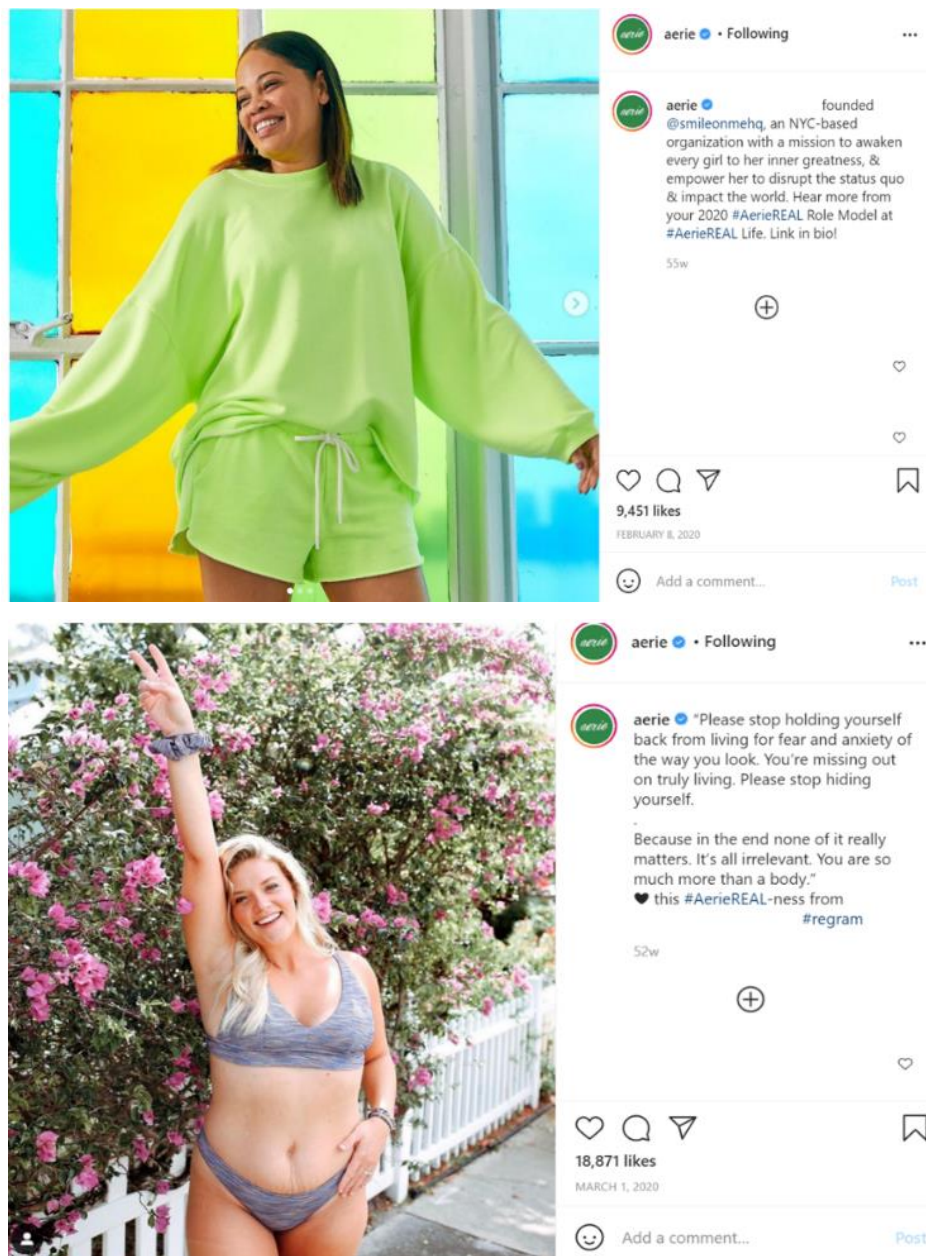 aerie
aerie • Following
•••
aerie
aerie founded
@smileonmehq, an NYC-based
organization with a mission to awaken
every girl to her inner greatness, &
empower her to disrupt the status quo
& impact the world. Hear more from
your 2020 #AerieREAL Role Model at
#AerieREAL Life. Link in bio!
55w
9,451 likes
FEBRUARY 8, 2020
Add a comment...
Post
aerie
aerie • Following
•••
aerie
aerie “Please stop holding yourself
back from living for fear and anxiety of
the way you look. You’re missing out
on truly living. Please stop hiding
yourself.
.
Because in the end none of it really
matters. It’s all irrelevant. You are so
much more than a body.”
🖤 this #AerieREAL-ness from
#regram
52w
18,871 likes
MARCH 1, 2020
Add a comment...
Post